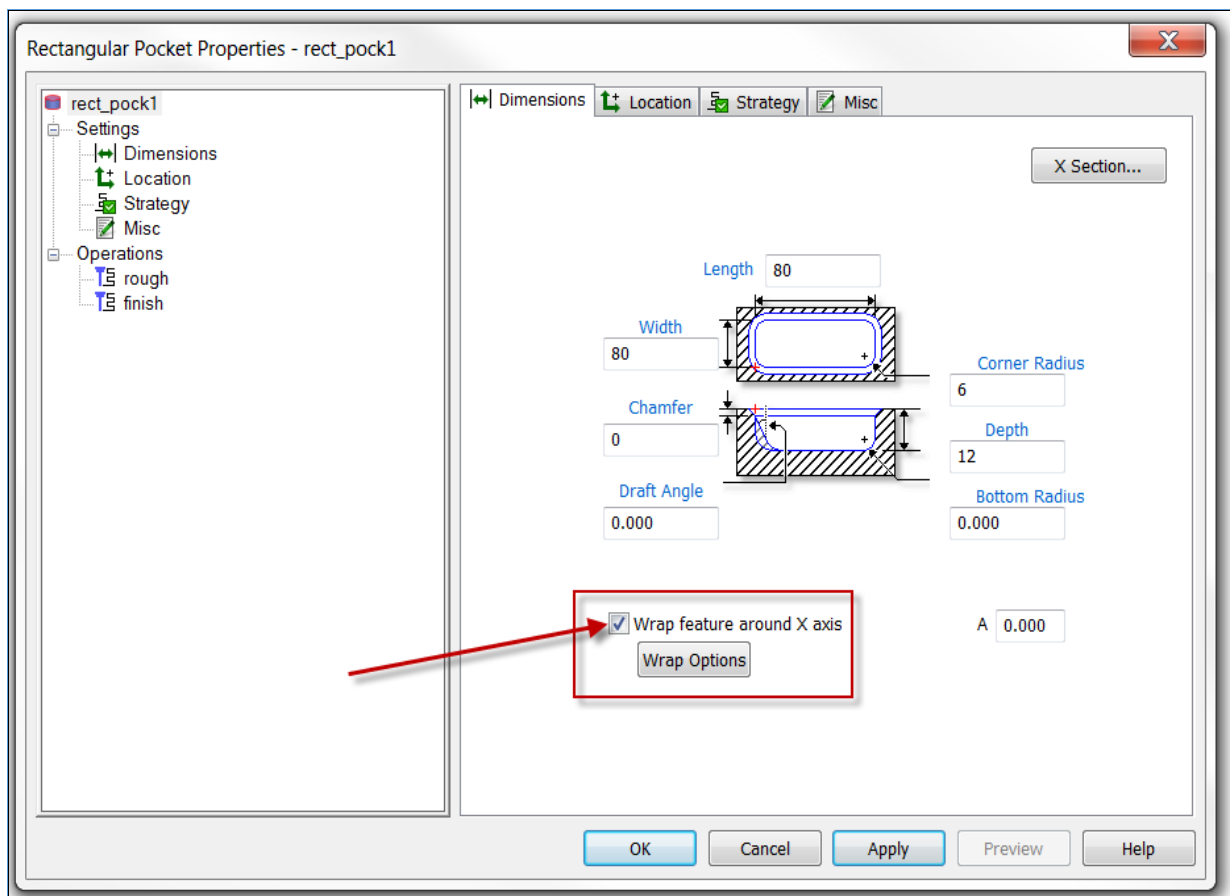 Rectangular Pocket Properties - rect_pock1
X
rect_pock1
Settings
Dimensions
Location
Strategy
Misc
Operations
rough
finish
Dimensions Location Strategy Misc
X Section...
Length 80
Width
80
Corner Radius
6
Chamfer
0
Depth
12
Draft Angle
0.000
Bottom Radius
0.000
Wrap feature around X axis
A 0.000
Wrap Options
OK Cancel Apply Preview Help